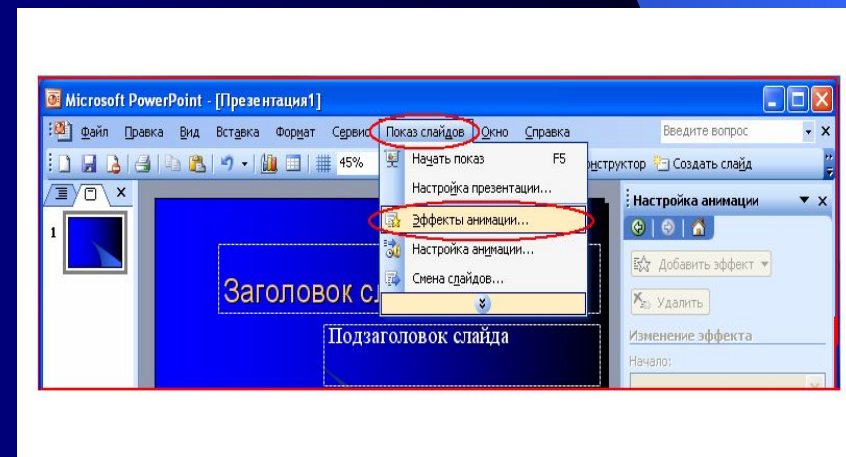 Microsoft PowerPoint - [Презентация1]
Файл Правка Вид Вставка Формат Сервис Показ слайдов Окно Справка Введите вопрос
45% Создать слайд
Начать показ F5
Настройка презентации...
Эффекты анимации...
Настройка анимации...
Смена слайдов...
Настройка анимации
Добавить эффект
Удалить
Изменение эффекта
Начало:
1
Заголовок
Подзаголовок слайда